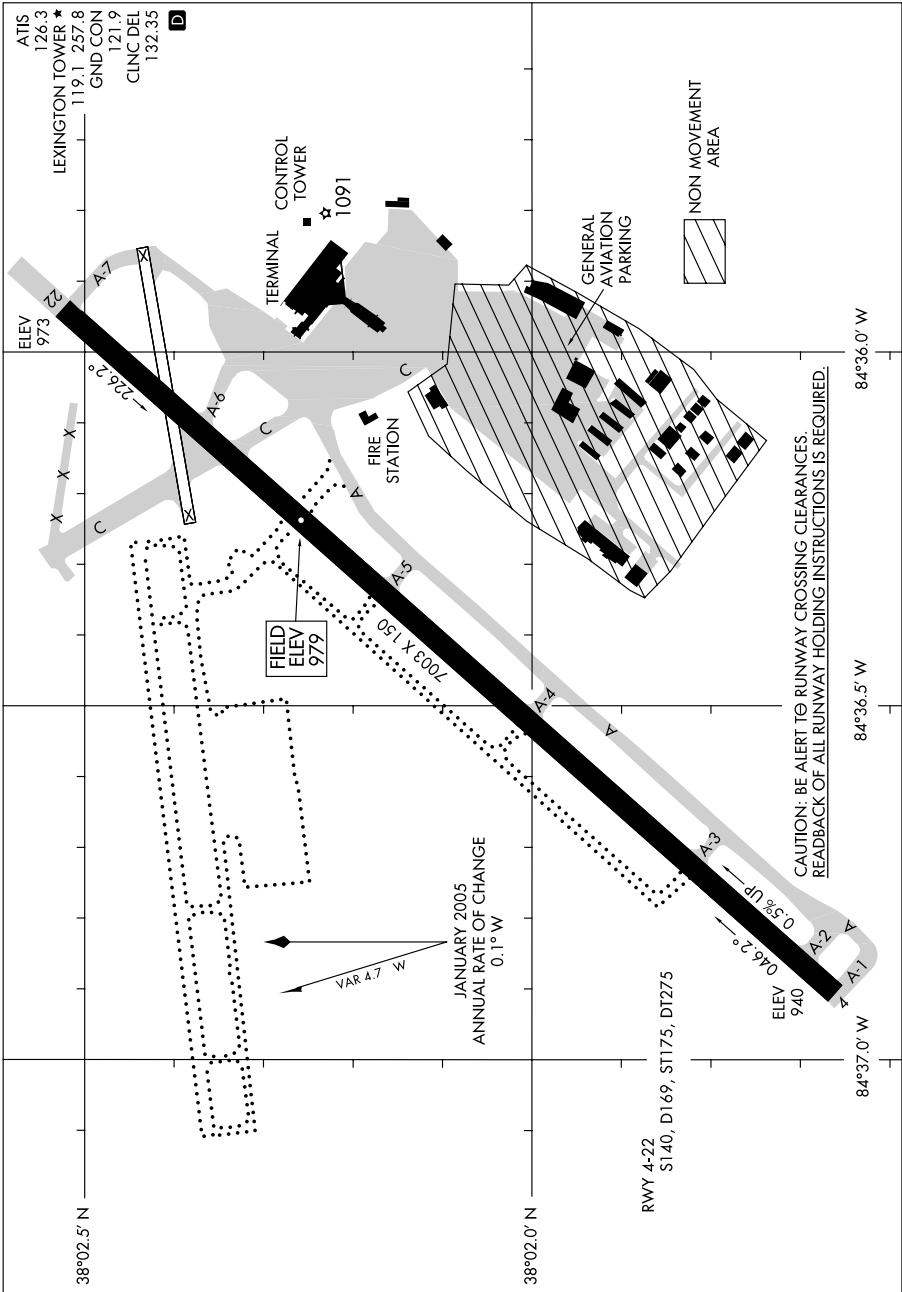 ATIS
126.3
LEXINGTON TOWER ★
119.1 257.8
GND CON
121.9
CLNC DEL
132.35
D
ELEV
973
22
A-7
X
226.2°
X
X
X
A-6
C
C
X
C
TERMINAL
CONTROL
TOWER
1091
FIRE
STATION
A
A-5
FIELD
ELEV
979
7003 X 150
GENERAL
AVIATION
PARKING
NON MOVEMENT
AREA
A-4
A
A-3
0.5% UP
046.2°
A-2
A
A-1
4
ELEV
940
VAR 4.7 W
JANUARY 2005
ANNUAL RATE OF CHANGE
0.1° W
RWY 4-22
S140, D169, ST175, DT275
CAUTION: BE ALERT TO RUNWAY CROSSING CLEARANCES.
READBACK OF ALL RUNWAY HOLDING INSTRUCTIONS IS REQUIRED.
38°02.5' N
38°02.0' N
84°37.0' W
84°36.5' W
84°36.0' W